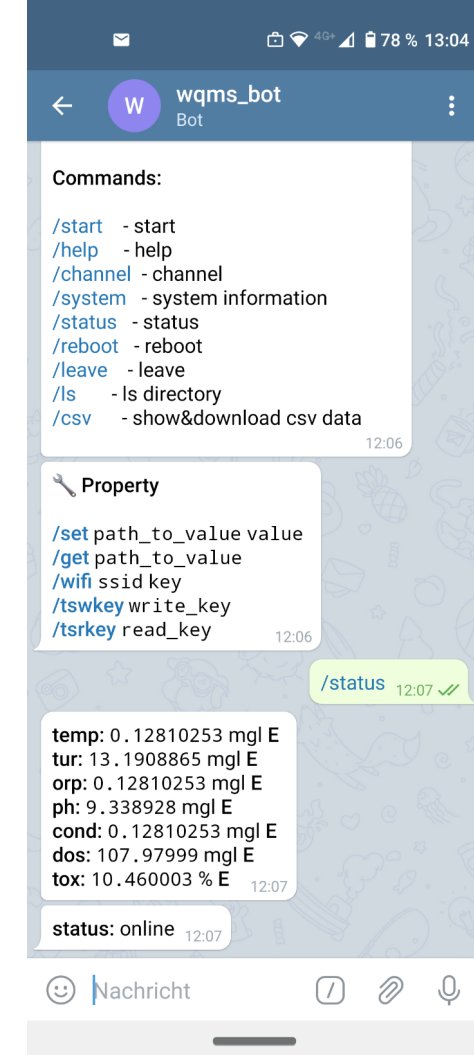 4G+ 78 % 13:04
W
wqms_bot
Bot
Commands:
/start - start
/help - help
/channel - channel
/system - system information
/status - status
/reboot - reboot
/leave - leave
/ls - ls directory
/csv - show&download csv data
12:06
Property
/set path_to_value value
/get path_to_value
/wifi ssid key
/tswkey write_key
/tsrkey read_key
12:06
/status 12:07
temp: 0.12810253 mgl E
tur: 13.1908865 mgl E
orp: 0.12810253 mgl E
ph: 9.338928 mgl E
cond: 0.12810253 mgl E
dos: 107.97999 mgl E
tox: 10.460003 % E 12:07
status: online 12:07
Nachricht